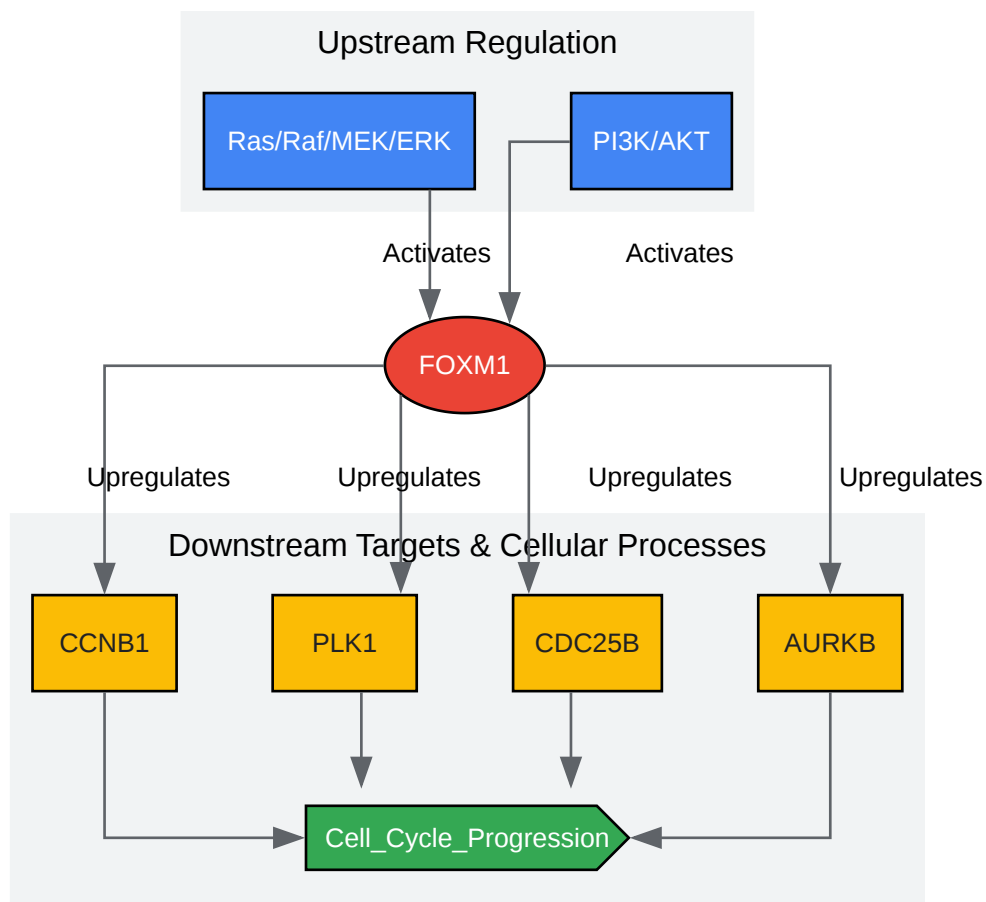 Upstream Regulation
Ras/Raf/MEK/ERK
PI3K/AKT
Activates
Activates
FOXM1
Upregulates
Upregulates
Upregulates
Upregulates
Downstream Targets & Cellular Processes
CCNB1
PLK1
CDC25B
AURKB
Cell_Cycle_Progression